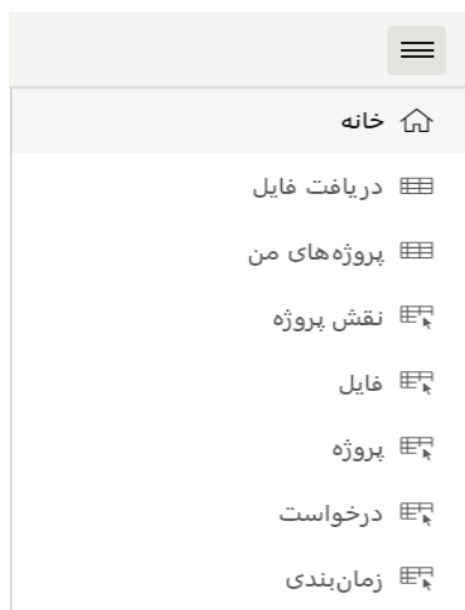 خانه
دریافت فایل
پروژه‌های من
نقش پروژه
فایل
پروژه
درخواست
زمان‌بندی